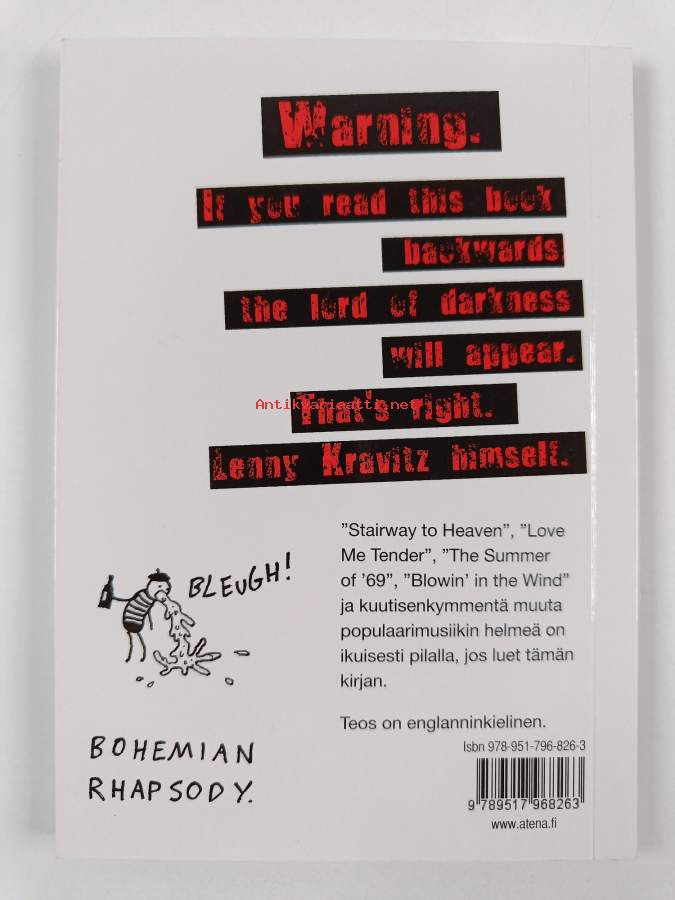 Warning.
If you read this book
backwards
the lord of darkness
will appear.
Antikvariaatti.net
That's right.
Lenny Kravitz himself.
”Stairway to Heaven”, ”Love
Me Tender”, ”The Summer
of ’69”, ”Blowin’ in the Wind”
ja kuutisenkymmentä muuta
populaarimusiikin helmeä on
ikuisesti pilalla, jos luet tämän
kirjan.
Teos on englanninkielinen.
BLEUGH!
BOHEMIAN
RHAPSODY.
Isbn 978-951-796-826-3
9 789517 968263
www.atena.fi